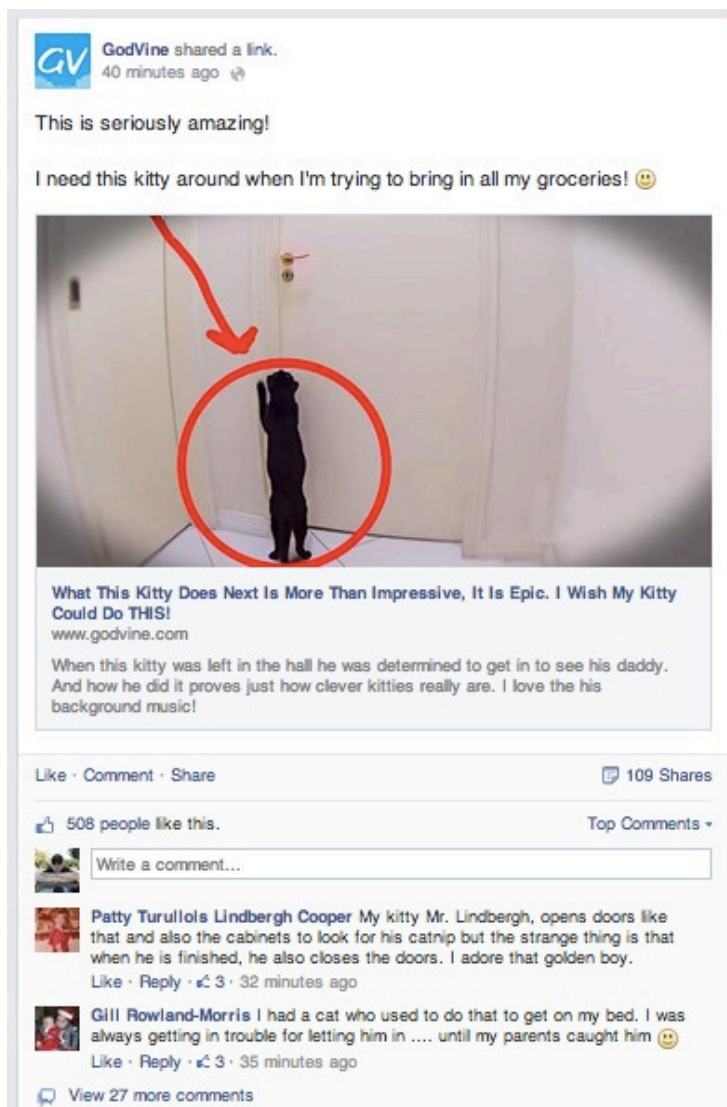 GV
GodVine shared a link.
40 minutes ago
This is seriously amazing!
I need this kitty around when I'm trying to bring in all my groceries!
What This Kitty Does Next Is More Than Impressive, It Is Epic. I Wish My Kitty
Could Do THIS!
www.godvine.com
When this kitty was left in the hall he was determined to get in to see his daddy.
And how he did it proves just how clever kitties really are. I love the his
background music!
Like · Comment · Share
109 Shares
508 people like this.
Top Comments
Write a comment...
Patty Turullols Lindbergh Cooper My kitty Mr. Lindbergh, opens doors like
that and also the cabinets to look for his catnip but the strange thing is that
when he is finished, he also closes the doors. I adore that golden boy.
Like · Reply · 3 · 32 minutes ago
Gill Rowland-Morris I had a cat who used to do that to get on my bed. I was
always getting in trouble for letting him in .... until my parents caught him
Like · Reply · 3 · 35 minutes ago
View 27 more comments